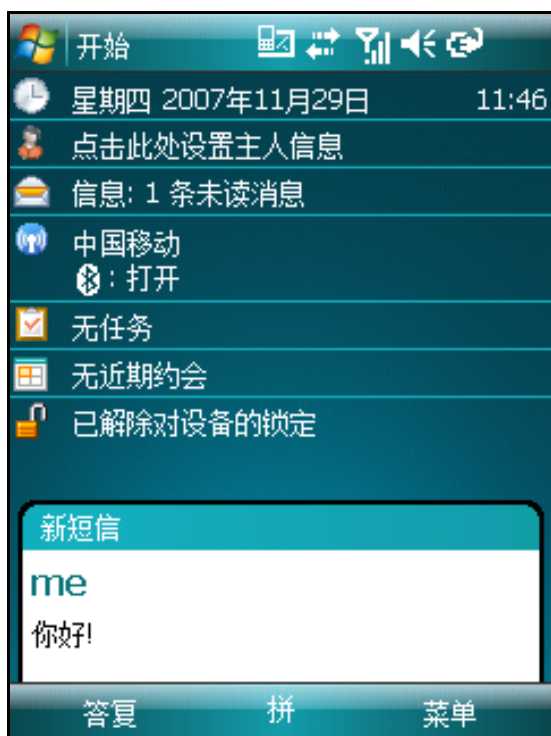 开始
星期四 2007年11月29日 11:46
点击此处设置主人信息
信息: 1 条未读消息
中国移动
: 打开
无任务
无近期约会
已解除对设备的锁定
新短信
me
你好!
答复 拼 菜单